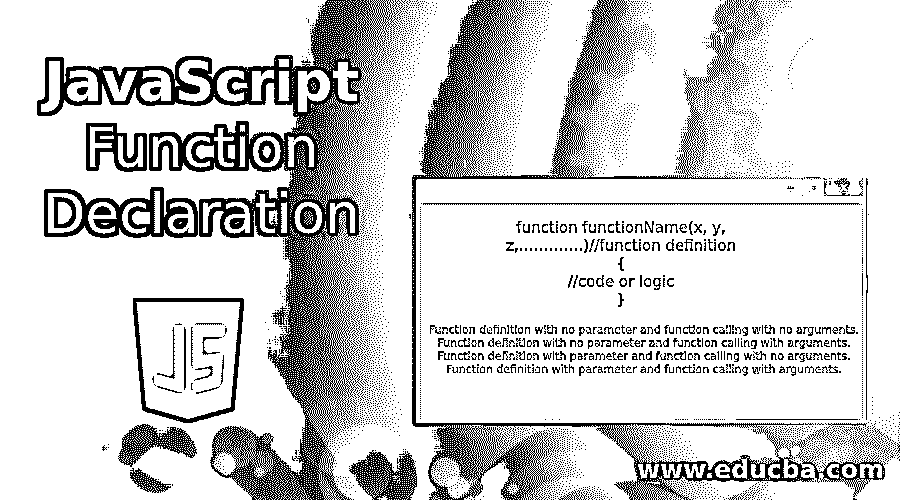 JavaScript
Function
Declaration
JS
function functionName(x, y,
z,.............)//function definition
{
//code or logic
}
Function definition with no parameter and function calling with no arguments.
Function definition with no parameter and function calling with arguments.
Function definition with parameter and function calling with no arguments.
Function definition with parameter and function calling with arguments.
www.educba.com